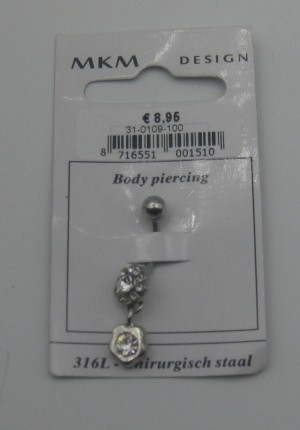 MKM DESIGN
€ 8,95
31-0109-100
8 716551 001510
Body piercing
316L - Chirurgisch staal